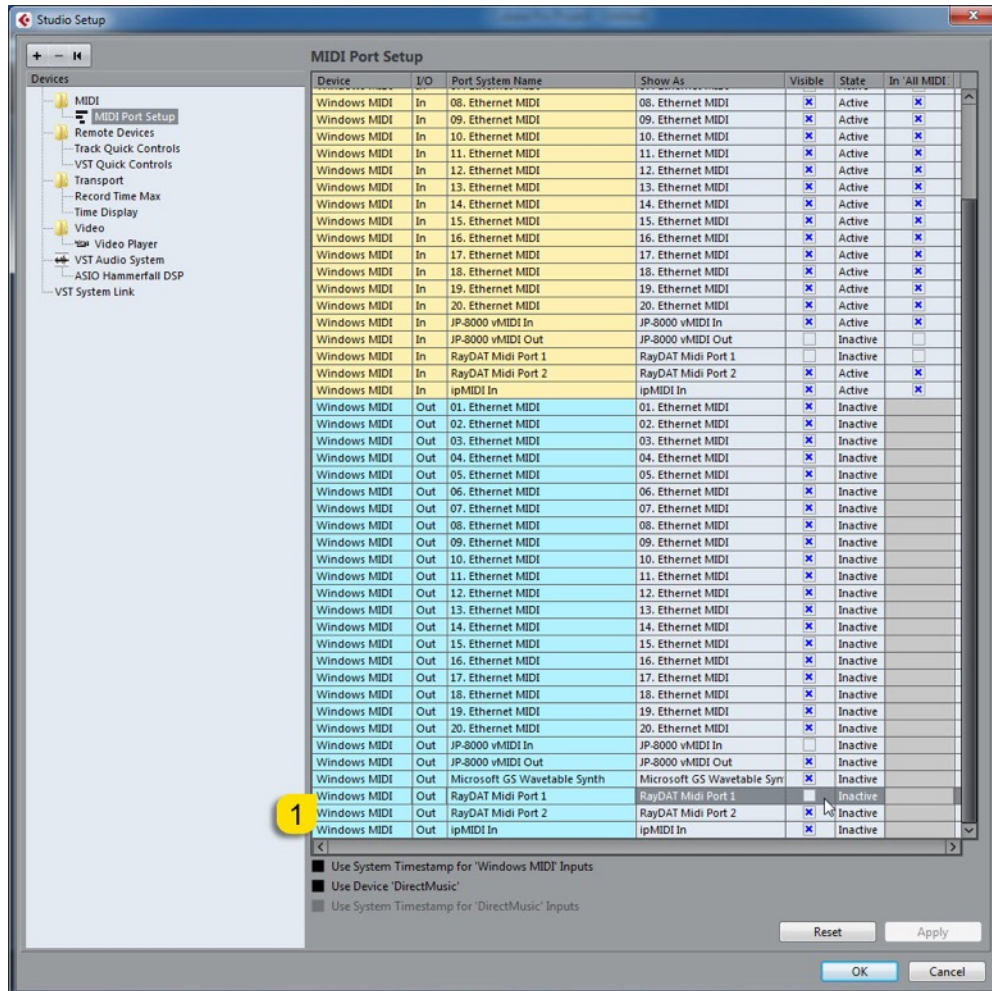 Studio Setup
+ −
Devices
MIDI
MIDI Port Setup
Remote Devices
Track Quick Controls
VST Quick Controls
Transport
Record Time Max
Time Display
Video
Video Player
VST Audio System
ASIO Hammerfall DSP
VST System Link
MIDI Port Setup
Device I/O Port System Name Show As Visible State In 'All MIDI
Windows MIDI In 08. Ethernet MIDI 08. Ethernet MIDI Active
Windows MIDI In 09. Ethernet MIDI 09. Ethernet MIDI Active
Windows MIDI In 10. Ethernet MIDI 10. Ethernet MIDI Active
Windows MIDI In 11. Ethernet MIDI 11. Ethernet MIDI Active
Windows MIDI In 12. Ethernet MIDI 12. Ethernet MIDI Active
Windows MIDI In 13. Ethernet MIDI 13. Ethernet MIDI Active
Windows MIDI In 14. Ethernet MIDI 14. Ethernet MIDI Active
Windows MIDI In 15. Ethernet MIDI 15. Ethernet MIDI Active
Windows MIDI In 16. Ethernet MIDI 16. Ethernet MIDI Active
Windows MIDI In 17. Ethernet MIDI 17. Ethernet MIDI Active
Windows MIDI In 18. Ethernet MIDI 18. Ethernet MIDI Active
Windows MIDI In 19. Ethernet MIDI 19. Ethernet MIDI Active
Windows MIDI In 20. Ethernet MIDI 20. Ethernet MIDI Active
Windows MIDI In JP-8000 vMIDI In JP-8000 vMIDI In Active
Windows MIDI In JP-8000 vMIDI Out JP-8000 vMIDI Out Inactive
Windows MIDI In RayDAT Midi Port 1 RayDAT Midi Port 1 Inactive
Windows MIDI In RayDAT Midi Port 2 RayDAT Midi Port 2 Active
Windows MIDI In ipMIDI In ipMIDI In Active
Windows MIDI Out 01. Ethernet MIDI 01. Ethernet MIDI Inactive
Windows MIDI Out 02. Ethernet MIDI 02. Ethernet MIDI Inactive
Windows MIDI Out 03. Ethernet MIDI 03. Ethernet MIDI Inactive
Windows MIDI Out 04. Ethernet MIDI 04. Ethernet MIDI Inactive
Windows MIDI Out 05. Ethernet MIDI 05. Ethernet MIDI Inactive
Windows MIDI Out 06. Ethernet MIDI 06. Ethernet MIDI Inactive
Windows MIDI Out 07. Ethernet MIDI 07. Ethernet MIDI Inactive
Windows MIDI Out 08. Ethernet MIDI 08. Ethernet MIDI Inactive
Windows MIDI Out 09. Ethernet MIDI 09. Ethernet MIDI Inactive
Windows MIDI Out 10. Ethernet MIDI 10. Ethernet MIDI Inactive
Windows MIDI Out 11. Ethernet MIDI 11. Ethernet MIDI Inactive
Windows MIDI Out 12. Ethernet MIDI 12. Ethernet MIDI Inactive
Windows MIDI Out 13. Ethernet MIDI 13. Ethernet MIDI Inactive
Windows MIDI Out 14. Ethernet MIDI 14. Ethernet MIDI Inactive
Windows MIDI Out 15. Ethernet MIDI 15. Ethernet MIDI Inactive
Windows MIDI Out 16. Ethernet MIDI 16. Ethernet MIDI Inactive
Windows MIDI Out 17. Ethernet MIDI 17. Ethernet MIDI Inactive
Windows MIDI Out 18. Ethernet MIDI 18. Ethernet MIDI Inactive
Windows MIDI Out 19. Ethernet MIDI 19. Ethernet MIDI Inactive
Windows MIDI Out 20. Ethernet MIDI 20. Ethernet MIDI Inactive
Windows MIDI Out JP-8000 vMIDI In JP-8000 vMIDI In Inactive
Windows MIDI Out JP-8000 vMIDI Out JP-8000 vMIDI Out Inactive
Windows MIDI Out Microsoft GS Wavetable Synth Microsoft GS Wavetable Syn Inactive
Windows MIDI Out RayDAT Midi Port 1 RayDAT Midi Port 1 Inactive
1
Windows MIDI Out RayDAT Midi Port 2 RayDAT Midi Port 2 Inactive
Windows MIDI Out ipMIDI In ipMIDI In Inactive
Use System Timestamp for 'Windows MIDI' Inputs
Use Device 'DirectMusic'
Use System Timestamp for 'DirectMusic' Inputs
Reset Apply
OK Cancel